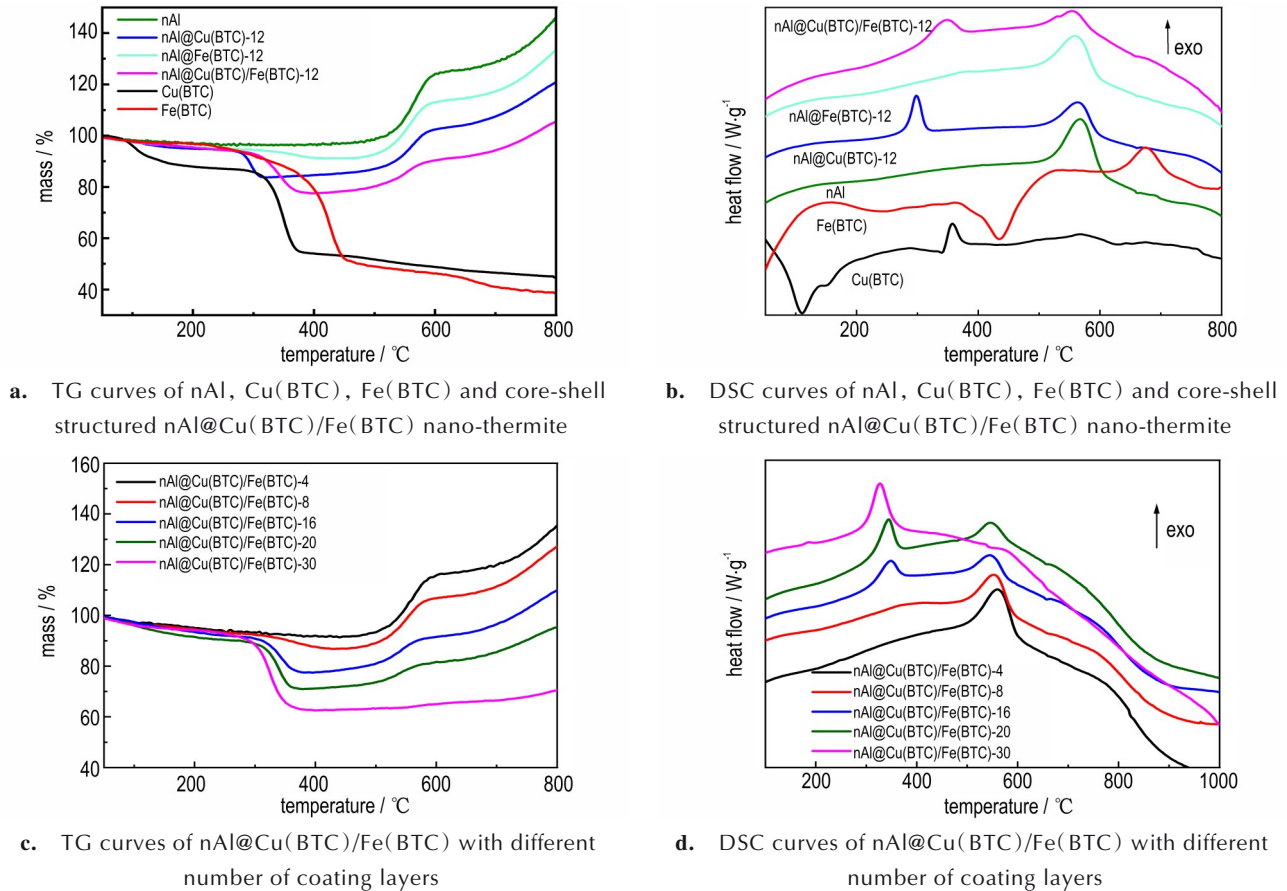 140
120
100
80
60
40
mass / %
nAl
nAl@Cu(BTC)-12
nAl@Fe(BTC)-12
nAl@Cu(BTC)/Fe(BTC)-12
Cu(BTC)
Fe(BTC)
200
400
600
800
temperature / ℃
a. TG curves of nAl, Cu(BTC), Fe(BTC) and core-shell
structured nAl@Cu(BTC)/Fe(BTC) nano-thermite
heat flow / W·g⁻¹
nAl@Cu(BTC)/Fe(BTC)-12
exo
nAl@Fe(BTC)-12
nAl@Cu(BTC)-12
nAl
Fe(BTC)
Cu(BTC)
200
400
600
800
temperature / ℃
b. DSC curves of nAl, Cu(BTC), Fe(BTC) and core-shell
structured nAl@Cu(BTC)/Fe(BTC) nano-thermite
160
140
120
100
80
60
40
mass / %
nAl@Cu(BTC)/Fe(BTC)-4
nAl@Cu(BTC)/Fe(BTC)-8
nAl@Cu(BTC)/Fe(BTC)-16
nAl@Cu(BTC)/Fe(BTC)-20
nAl@Cu(BTC)/Fe(BTC)-30
200
400
600
800
temperature / ℃
c. TG curves of nAl@Cu(BTC)/Fe(BTC) with different
number of coating layers
heat flow / W·g⁻¹
exo
nAl@Cu(BTC)/Fe(BTC)-4
nAl@Cu(BTC)/Fe(BTC)-8
nAl@Cu(BTC)/Fe(BTC)-16
nAl@Cu(BTC)/Fe(BTC)-20
nAl@Cu(BTC)/Fe(BTC)-30
200
400
600
800
1000
temperature / ℃
d. DSC curves of nAl@Cu(BTC)/Fe(BTC) with different
number of coating layers